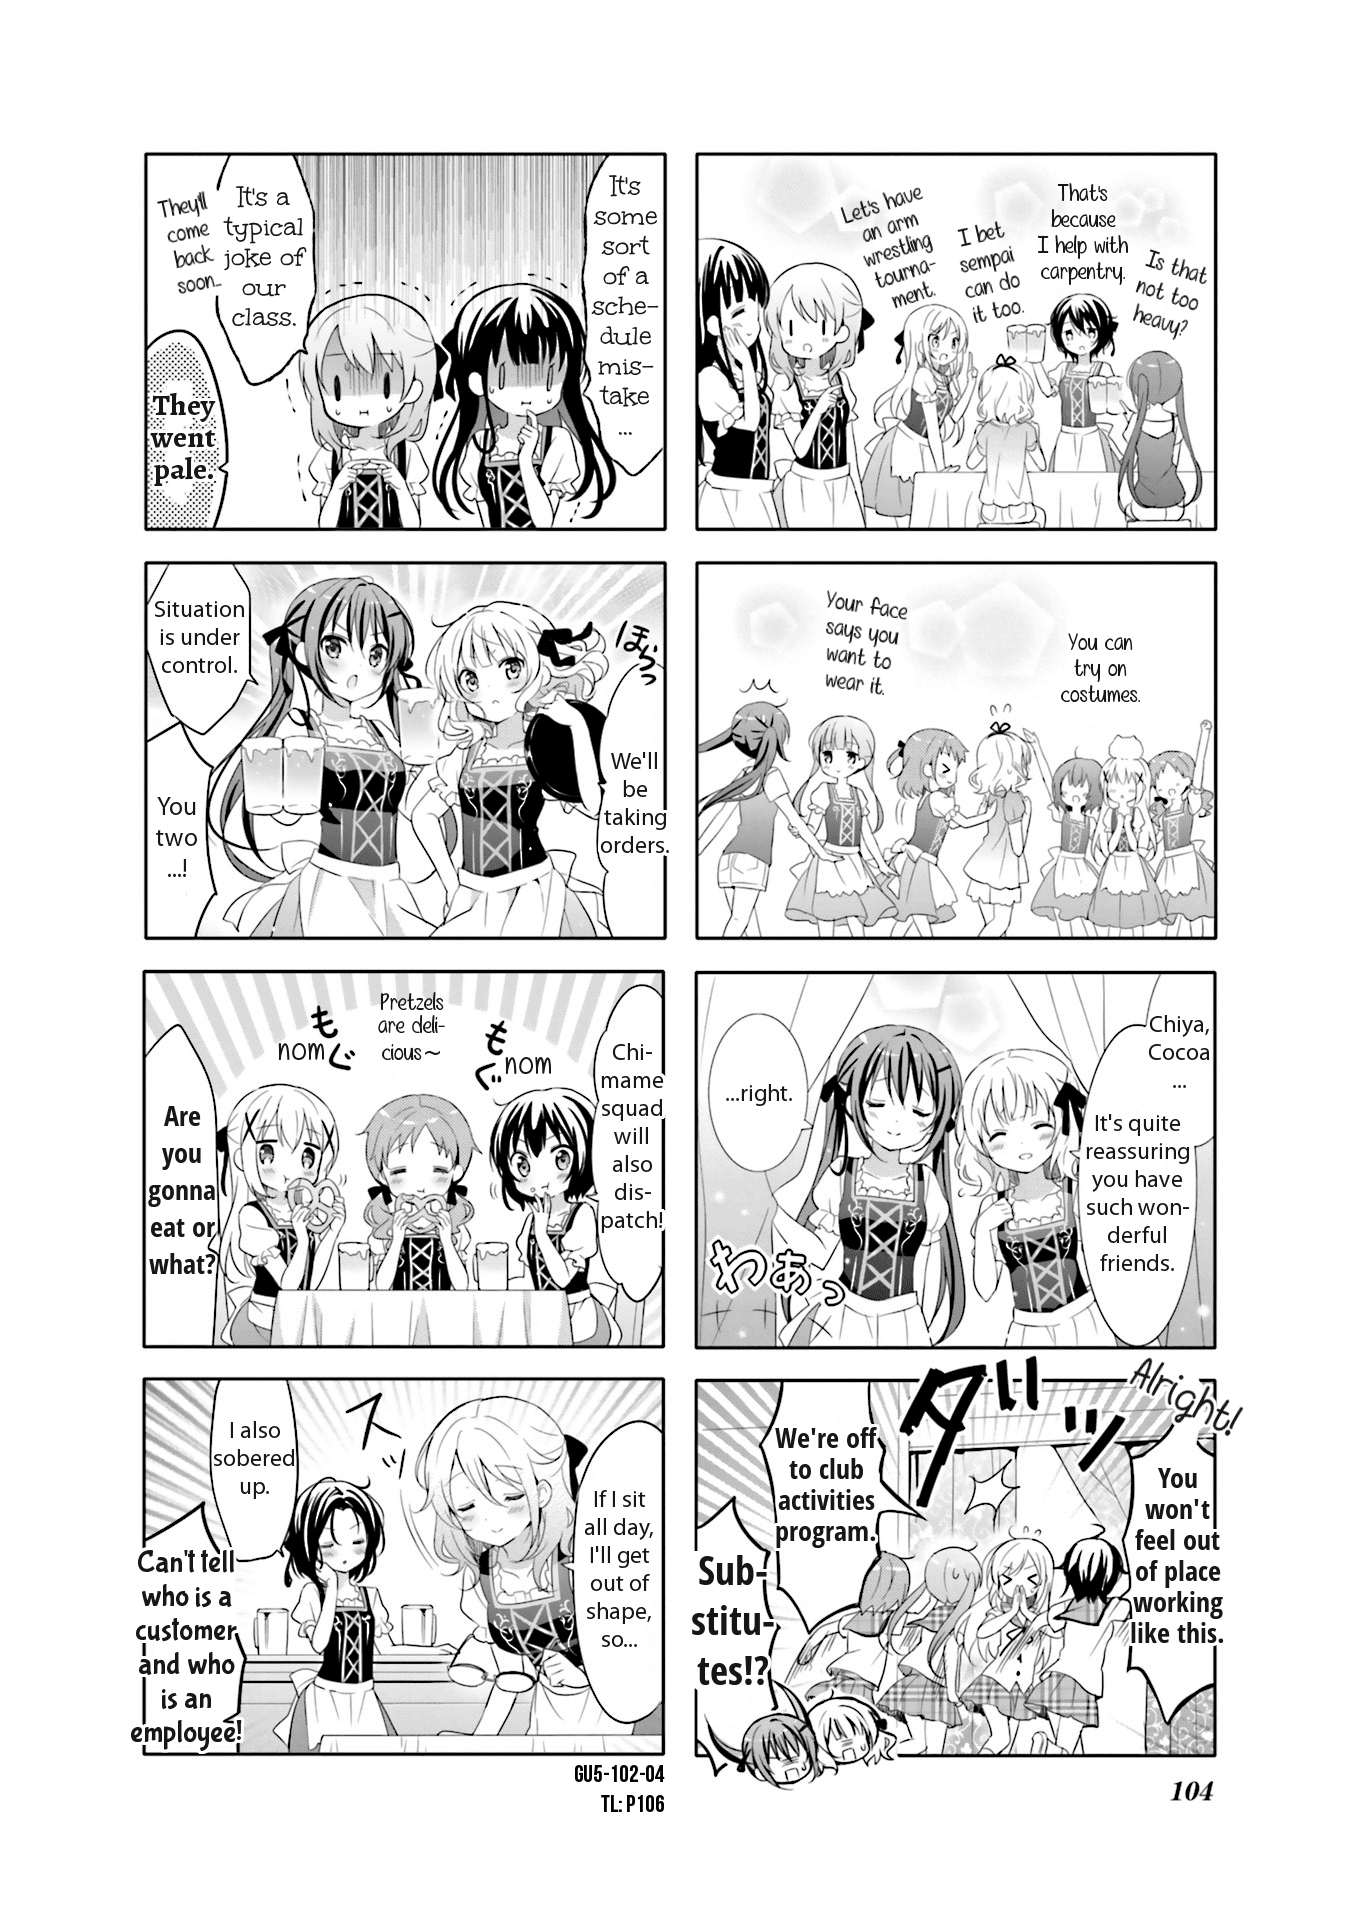 Let's have
an arm
wrestling
tourna-
ment.
I bet
sempai
can do
it too.
That's
because
I help with
carpentry.
Is that
not too
heavy?
You can
try on
costumes.
Your face
says you
want to
wear it.
Chiya,
Cocoa
...
It's quite
reassuring
you have
such won-
derful
friends.
...right.
わあっ
Alright!
You
won't
feel out
of place
working
like this.
ダッ
We're off
to club
activities
program.
Sub-
stitu-
tes!?
It's
some
sort
of a
sche-
dule
mis-
take
...
It's a
typical
joke of
our
class.
They'll
come
back
soon...
They
went
pale.
ほらっ
We'll
be
taking
orders.
Situation
is under
control.
You
two
...!
Chi-
mame
squad
will
also
dis-
patch!
もぐ
nom
Pretzels
are deli-
cious~
もぐ
nom
Are
you
gonna
eat or
what?
If I sit
all day,
I'll get
out of
shape,
so...
スッ
I also
sobered
up.
Can't tell
who is a
customer
and who
is an
employee!
GU5-102-04
TL: P106
104